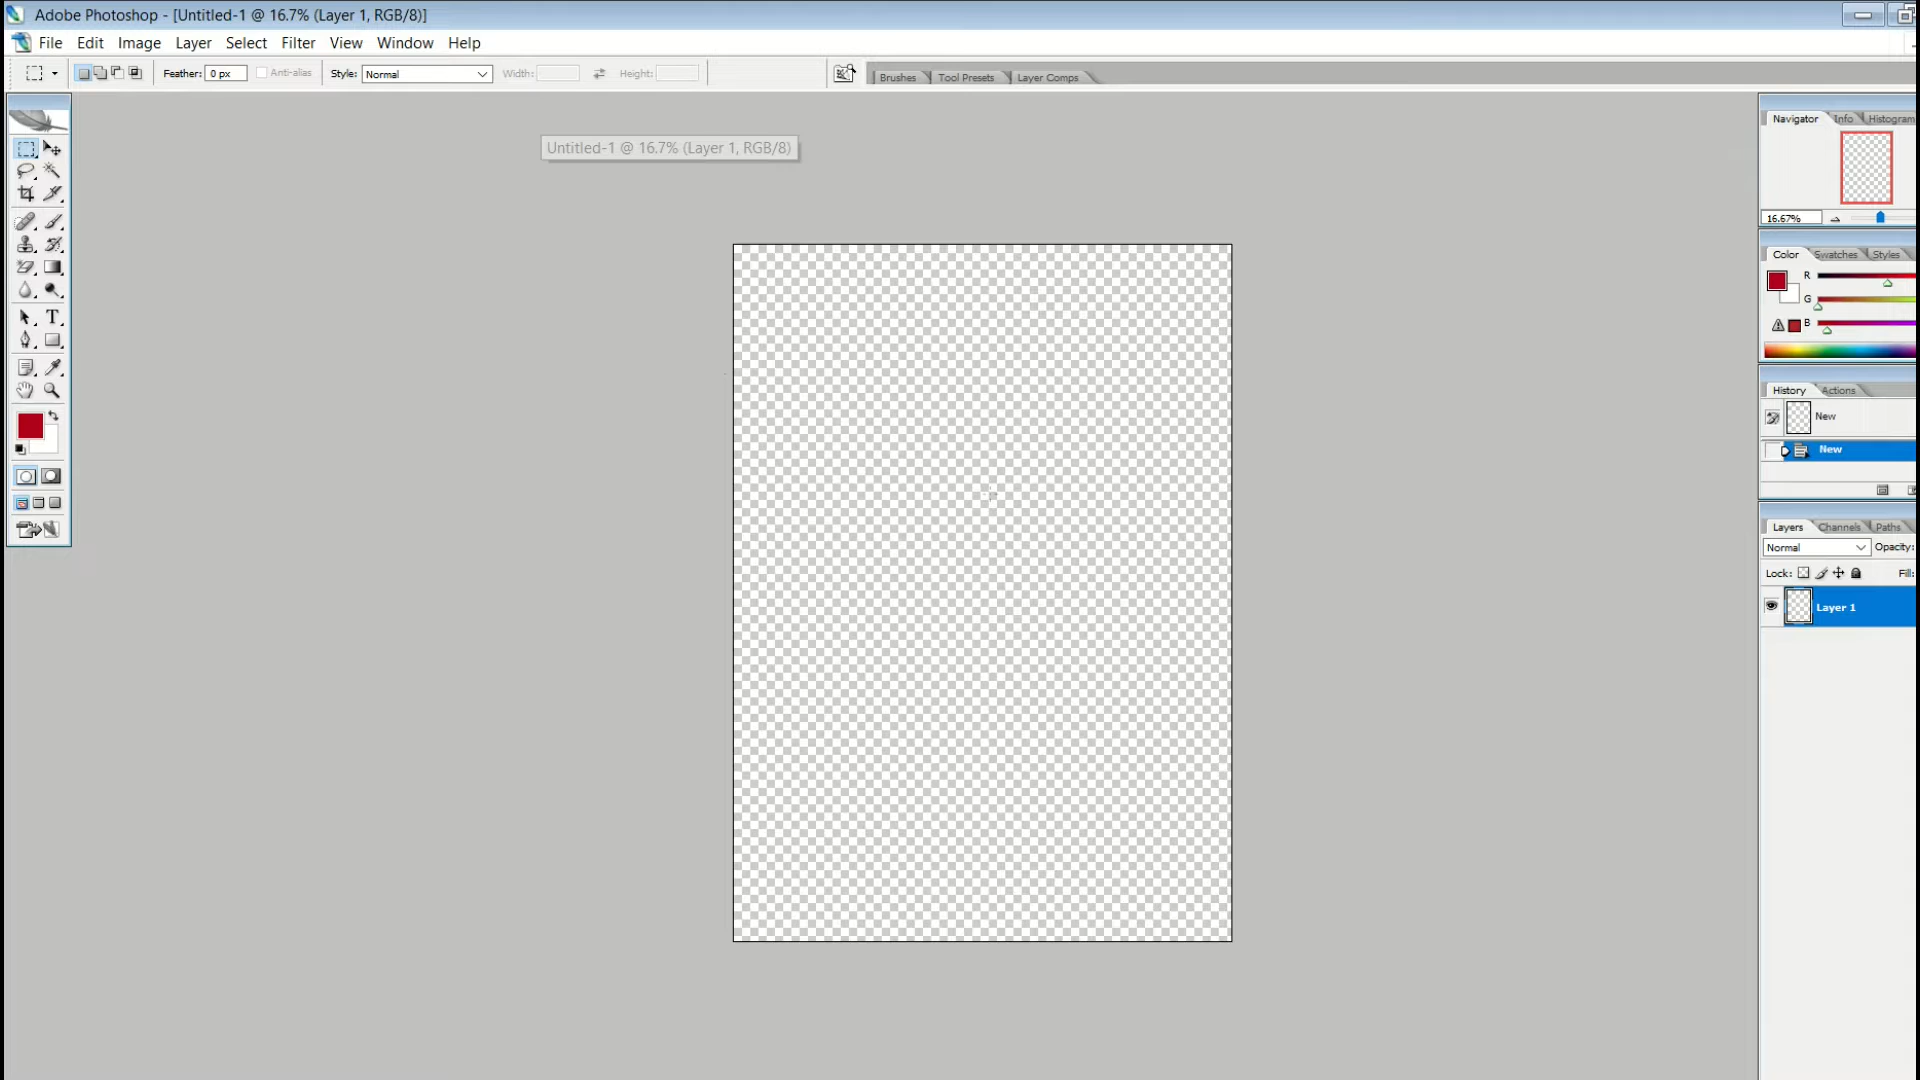 Adobe Photoshop - [Untitled-1 @ 16.7% (Layer 1, RGB/8)]
File Edit Image Layer Select Filter View Window Help
Feather: 0 px Anti-alias Style: Normal Width: Height: Brushes Tool Presets Layer Comps
Untitled-1 @ 16.7% (Layer 1, RGB/8)
Navigator Info Histogram
16.67%
Color Swatches Styles
R
G
B
History Actions
New
New
Layers Channels Paths
Normal Opacity:
Lock: Fill:
Layer 1